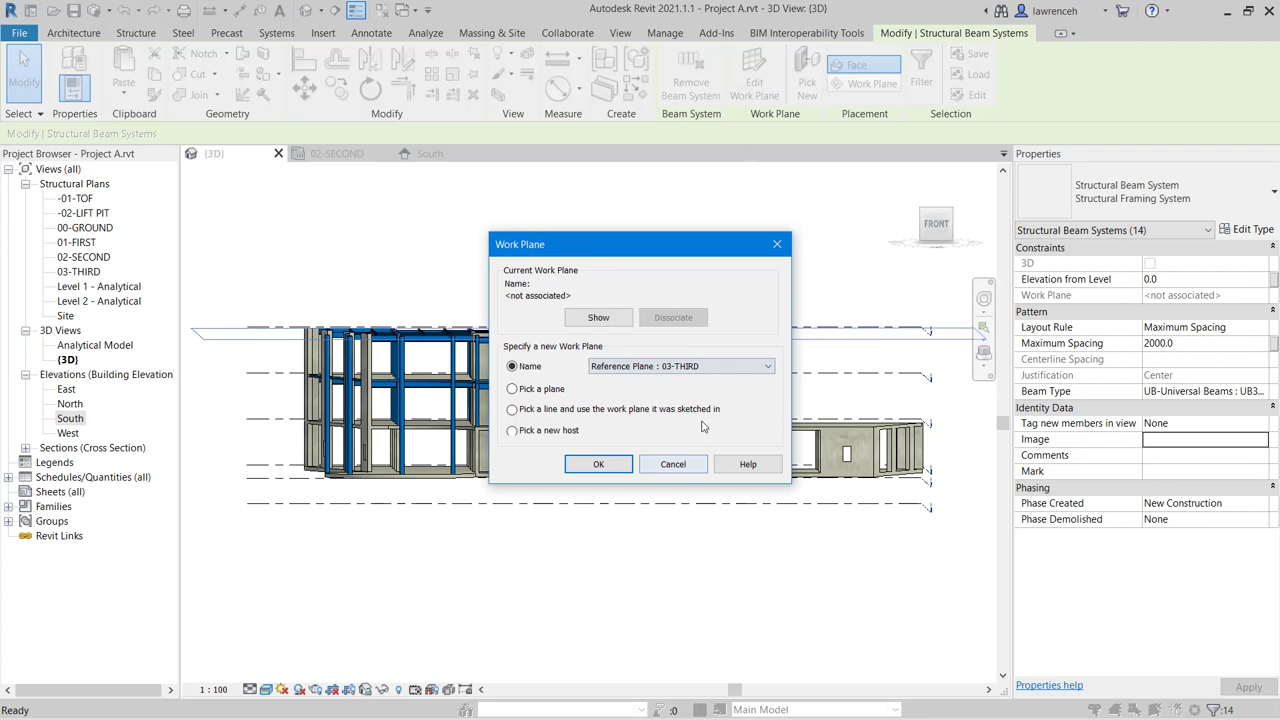 Autodesk Revit 2021.1.1 - Project A.rvt - 3D View: {3D}
lawrenceh
File
Architecture
Structure
Steel
Precast
Systems
Insert
Annotate
Analyze
Massing & Site
Collaborate
View
Manage
Add-Ins
BIM Interoperability Tools
Modify | Structural Beam Systems
Modify
Properties
Paste
Notch
Cut
Join
Remove
Beam System
Edit
Work Plane
Pick
New
Face
Work Plane
Filter
Save
Load
Edit
Select
Properties
Clipboard
Geometry
Modify
View
Measure
Create
Beam System
Work Plane
Placement
Selection
Modify | Structural Beam Systems
Project Browser - Project A.rvt
Views (all)
Structural Plans
-01-TOF
-02-LIFT PIT
00-GROUND
01-FIRST
02-SECOND
03-THIRD
Level 1 - Analytical
Level 2 - Analytical
Site
3D Views
Analytical Model
{3D}
Elevations (Building Elevation
East
North
South
West
Sections (Cross Section)
Legends
Schedules/Quantities (all)
Sheets (all)
Families
Groups
Revit Links
{3D}
02-SECOND
South
FRONT
Work Plane
Current Work Plane
Name:
<not associated>
Show
Dissociate
Specify a new Work Plane
Name
Reference Plane : 03-THIRD
Pick a plane
Pick a line and use the work plane it was sketched in
Pick a new host
OK
Cancel
Help
Properties
Structural Beam System
Structural Framing System
Structural Beam Systems (14)
Edit Type
Constraints
3D
Elevation from Level
0.0
Work Plane
<not associated>
Pattern
Layout Rule
Maximum Spacing
Maximum Spacing
2000.0
Centerline Spacing
Justification
Center
Beam Type
UB-Universal Beams : UB3...
Identity Data
Tag new members in view
None
Image
Comments
Mark
Phasing
Phase Created
New Construction
Phase Demolished
None
Properties help
Apply
1 : 100
Ready
:0
Main Model
:14